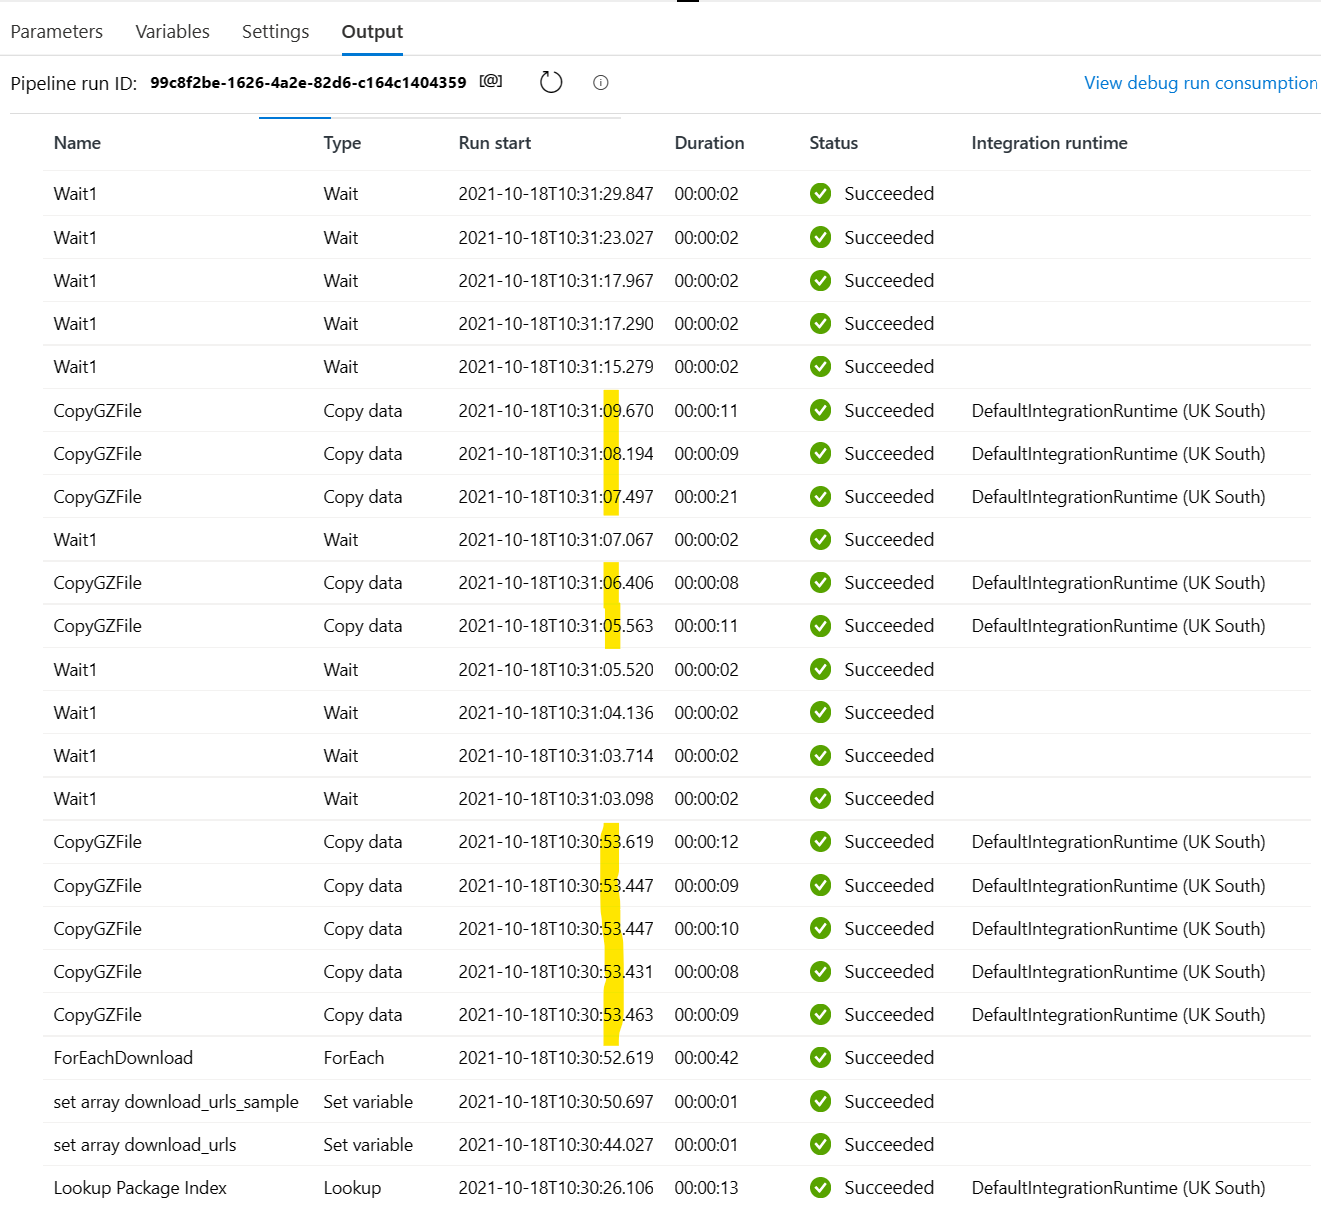 Parameters Variables Settings Output
Pipeline run ID: 99c8f2be-1626-4a2e-82d6-c164c1404359 [@] View debug run consumption
Name Type Run start Duration Status Integration runtime
Wait1 Wait 2021-10-18T10:31:29.847 00:00:02 Succeeded
Wait1 Wait 2021-10-18T10:31:23.027 00:00:02 Succeeded
Wait1 Wait 2021-10-18T10:31:17.967 00:00:02 Succeeded
Wait1 Wait 2021-10-18T10:31:17.290 00:00:02 Succeeded
Wait1 Wait 2021-10-18T10:31:15.279 00:00:02 Succeeded
CopyGZFile Copy data 2021-10-18T10:31:09.670 00:00:11 Succeeded DefaultIntegrationRuntime (UK South)
CopyGZFile Copy data 2021-10-18T10:31:08.194 00:00:09 Succeeded DefaultIntegrationRuntime (UK South)
CopyGZFile Copy data 2021-10-18T10:31:07.497 00:00:21 Succeeded DefaultIntegrationRuntime (UK South)
Wait1 Wait 2021-10-18T10:31:07.067 00:00:02 Succeeded
CopyGZFile Copy data 2021-10-18T10:31:06.406 00:00:08 Succeeded DefaultIntegrationRuntime (UK South)
CopyGZFile Copy data 2021-10-18T10:31:05.563 00:00:11 Succeeded DefaultIntegrationRuntime (UK South)
Wait1 Wait 2021-10-18T10:31:05.520 00:00:02 Succeeded
Wait1 Wait 2021-10-18T10:31:04.136 00:00:02 Succeeded
Wait1 Wait 2021-10-18T10:31:03.714 00:00:02 Succeeded
Wait1 Wait 2021-10-18T10:31:03.098 00:00:02 Succeeded
CopyGZFile Copy data 2021-10-18T10:30:53.619 00:00:12 Succeeded DefaultIntegrationRuntime (UK South)
CopyGZFile Copy data 2021-10-18T10:30:53.447 00:00:09 Succeeded DefaultIntegrationRuntime (UK South)
CopyGZFile Copy data 2021-10-18T10:30:53.447 00:00:10 Succeeded DefaultIntegrationRuntime (UK South)
CopyGZFile Copy data 2021-10-18T10:30:53.431 00:00:08 Succeeded DefaultIntegrationRuntime (UK South)
CopyGZFile Copy data 2021-10-18T10:30:53.463 00:00:09 Succeeded DefaultIntegrationRuntime (UK South)
ForEachDownload ForEach 2021-10-18T10:30:52.619 00:00:42 Succeeded
set array download_urls_sample Set variable 2021-10-18T10:30:50.697 00:00:01 Succeeded
set array download_urls Set variable 2021-10-18T10:30:44.027 00:00:01 Succeeded
Lookup Package Index Lookup 2021-10-18T10:30:26.106 00:00:13 Succeeded DefaultIntegrationRuntime (UK South)